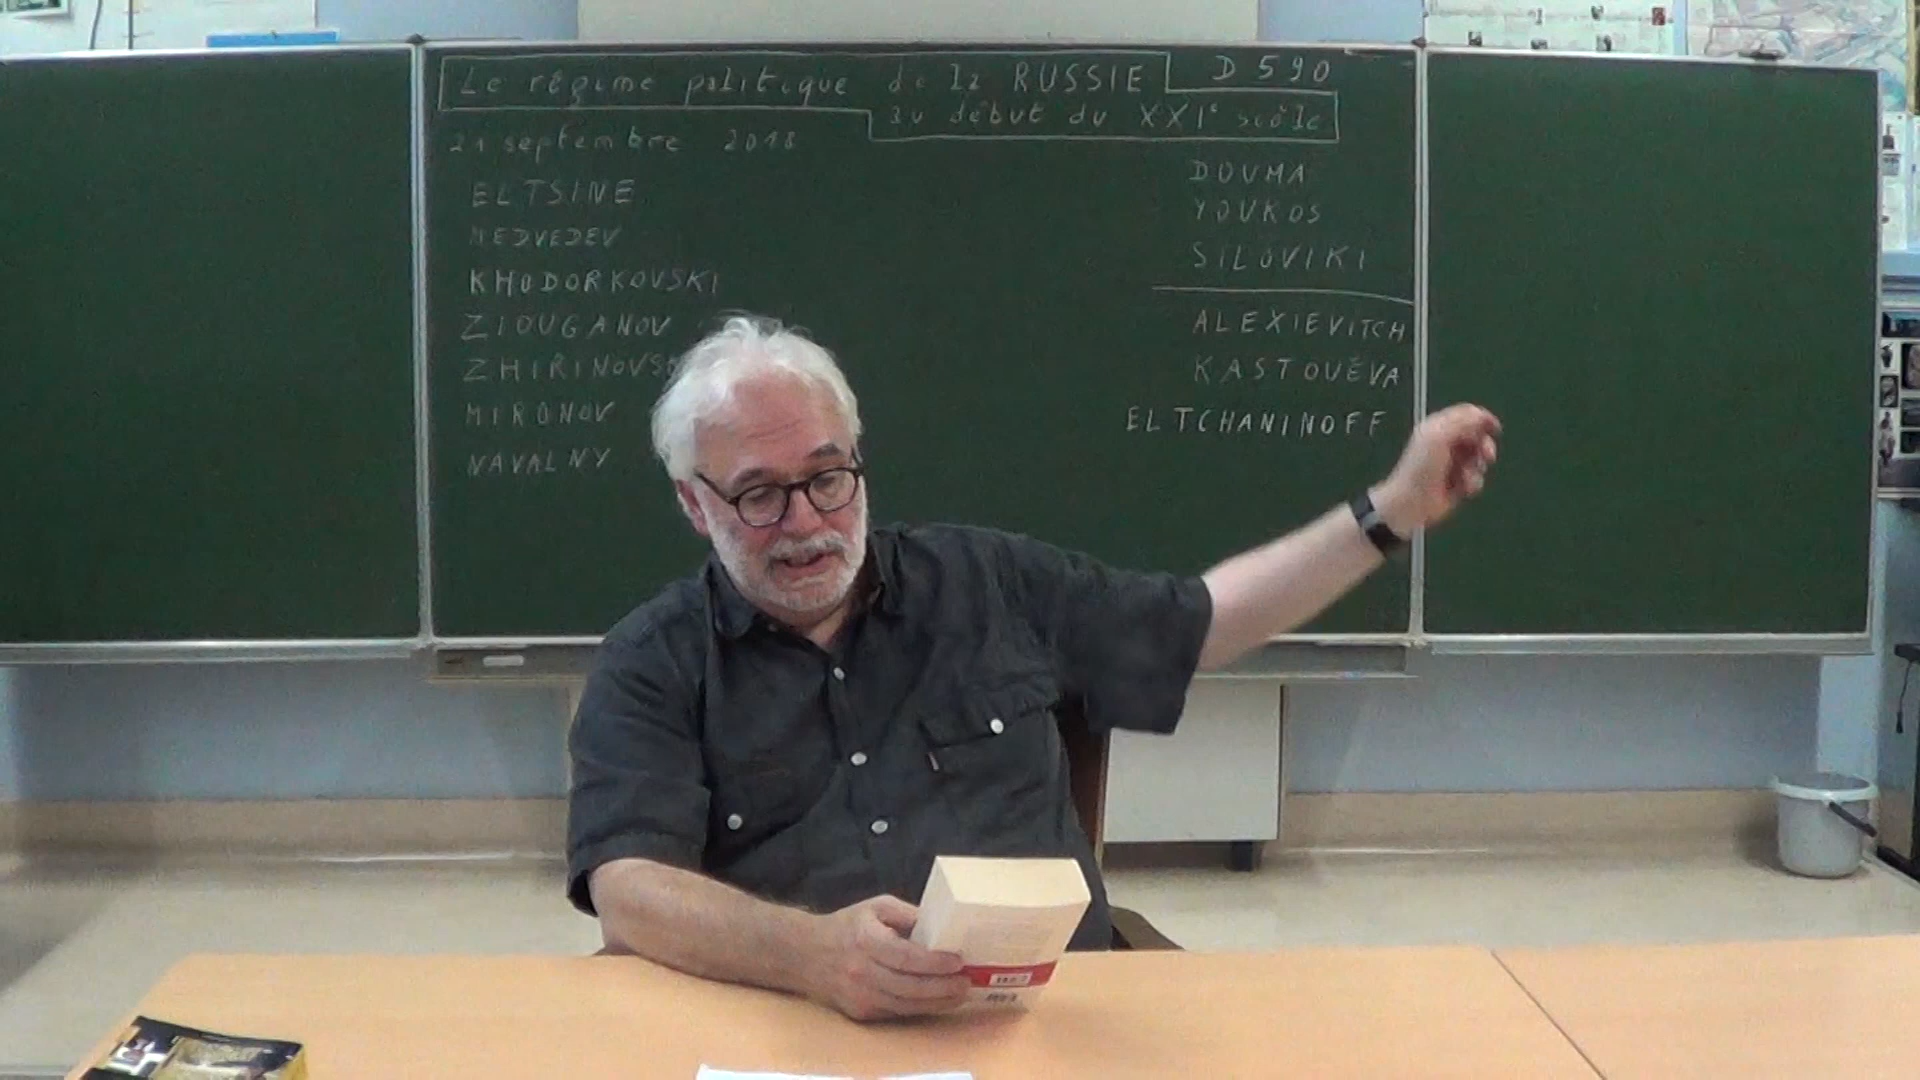 Le régime politique de la RUSSIE
D 590
au début du XXIe siècle
21 septembre 2018
ELTSINE
MEDVEDEV
KHODORKOVSKI
ZIOUGANOV
ZHIRINOVS
MIRONOV
NAVALNY
DOUMA
YOUKOS
SILOVIKI
ALEXIEVITCH
KASTOUÉVA
ELTCHANINOFF